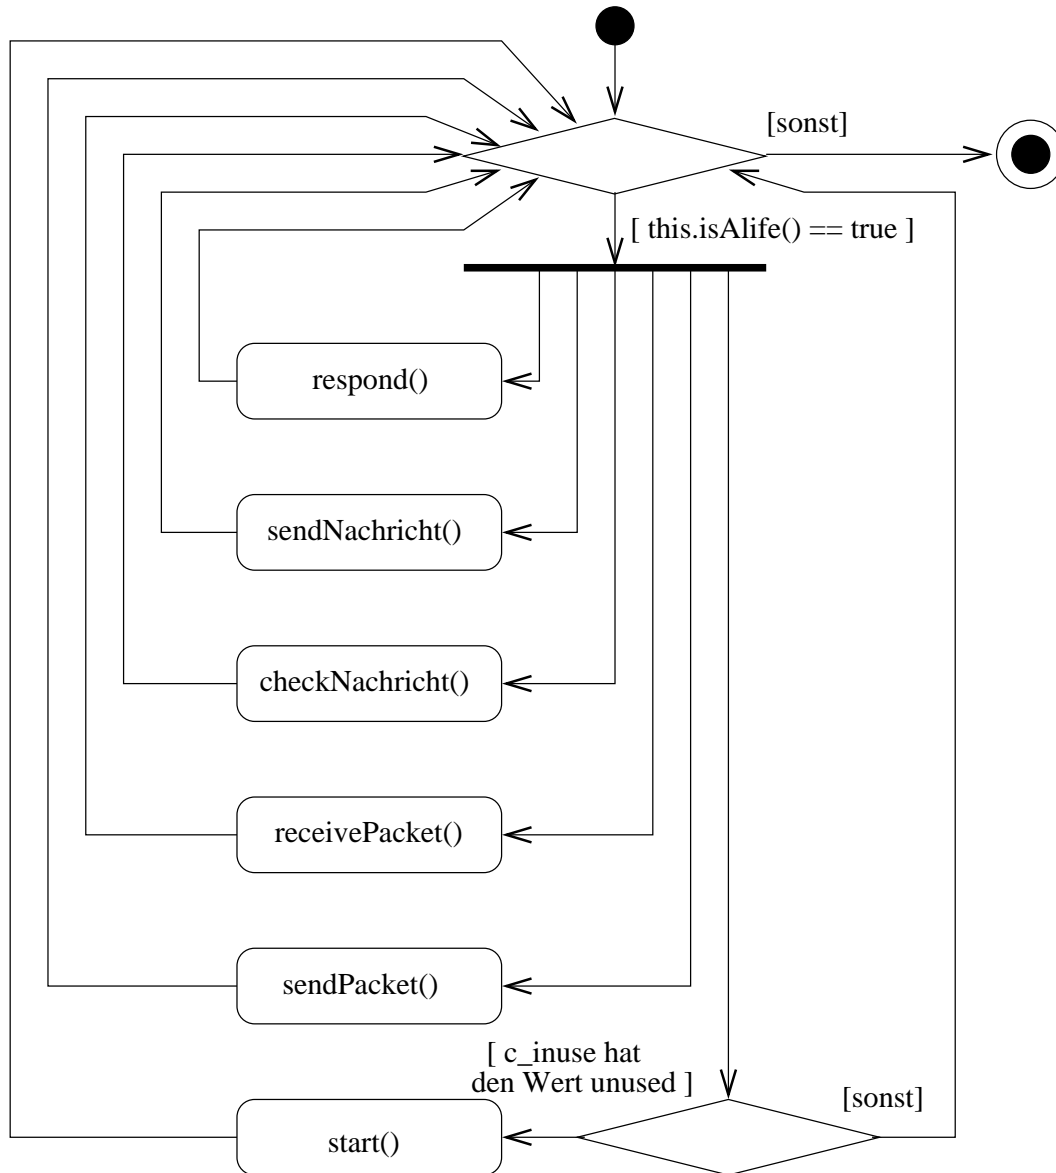 [sonst]
[ this.isAlife() == true ]
respond()
sendNachricht()
checkNachricht()
receivePacket()
sendPacket()
[ c_inuse hat
den Wert unused ]
[sonst]
start()